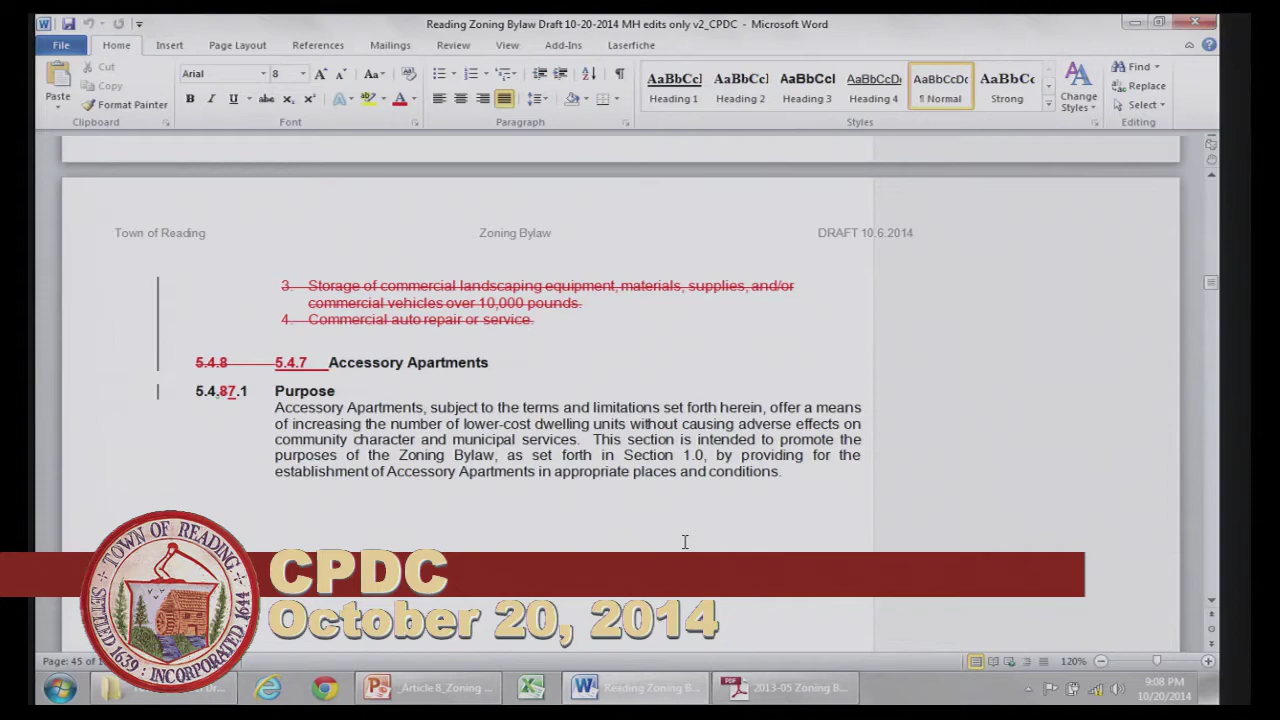 Reading Zoning Bylaw Draft 10-20-2014 MH edits only v2_CPDC - Microsoft Word
File Home Insert Page Layout References Mailings Review View Add-Ins Laserfiche
Paste Cut Copy Format Painter
Clipboard
Arial 8
Font
Paragraph
AaBbCcI AaBbCcI AaBbCcI AaBbCcDc AaBbCcDc AaBbCc
Heading 1 Heading 2 Heading 3 Heading 4 ¶ Normal Strong
Change Styles
Styles
Find Replace Select
Editing
Town of Reading Zoning Bylaw DRAFT 10.6.2014
3. Storage of commercial landscaping equipment, materials, supplies, and/or
commercial vehicles over 10,000 pounds.
4. Commercial auto repair or service.
5.4.8 5.4.7 Accessory Apartments
5.4.87.1 Purpose
Accessory Apartments, subject to the terms and limitations set forth herein, offer a means
of increasing the number of lower-cost dwelling units without causing adverse effects on
community character and municipal services. This section is intended to promote the
purposes of the Zoning Bylaw, as set forth in Section 1.0, by providing for the
establishment of Accessory Apartments in appropriate places and conditions.
TOWN OF READING
SETTLED 1639 : INCORPORATED 1644
CPDC
October 20, 2014
Page: 45 of
120%
_Article 8_Zoning ... Reading Zoning B... 2013-05 Zoning B...
9:08 PM
10/20/2014